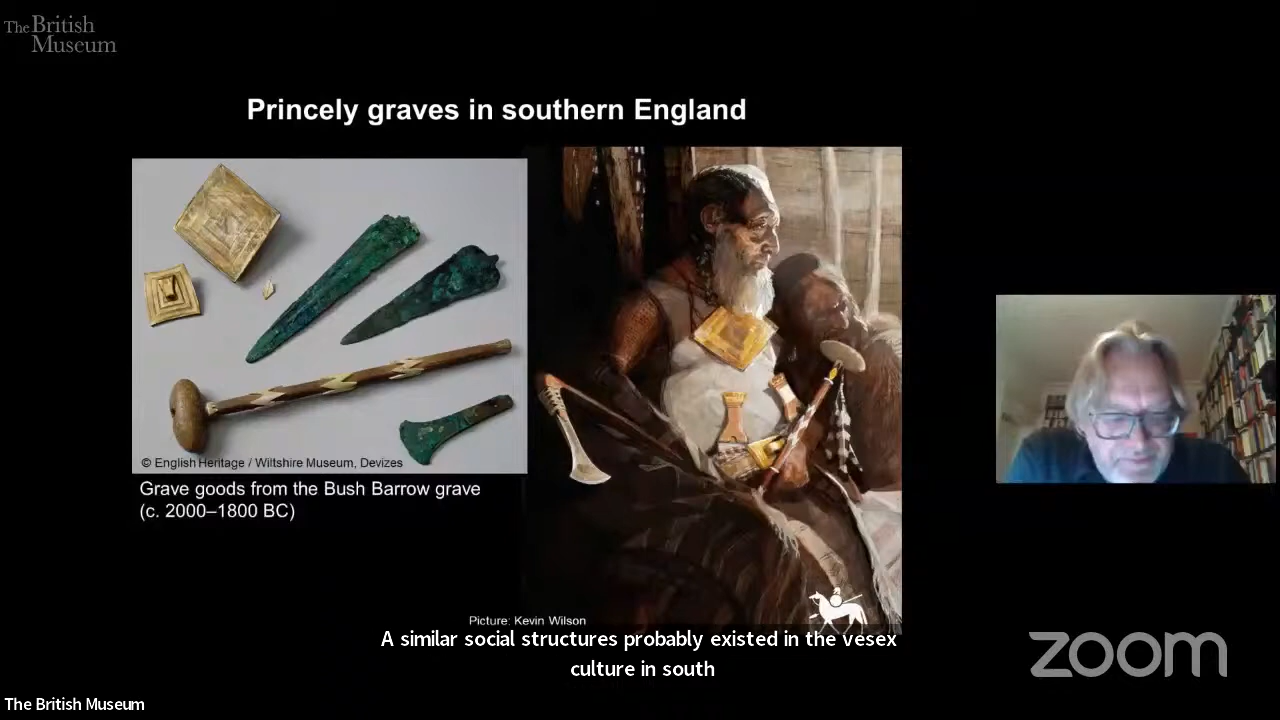 The British
Museum
Princely graves in southern England
© English Heritage / Wiltshire Museum, Devizes
Grave goods from the Bush Barrow grave
(c. 2000–1800 BC)
Picture: Kevin Wilson
A similar social structures probably existed in the vesex
culture in south
zoom
The British Museum